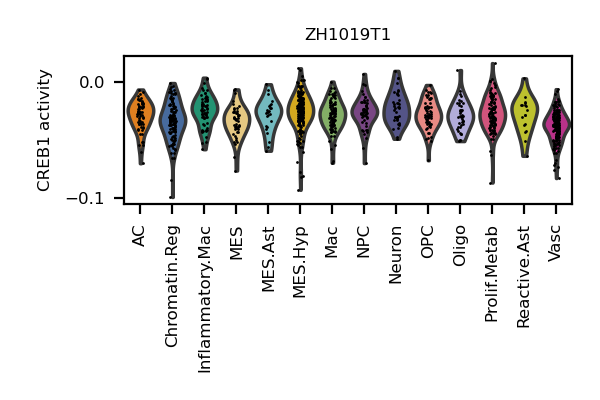 ZH1019T1
CREB1 activity
0.0
−0.1
AC
Chromatin.Reg
Inflammatory.Mac
MES
MES.Ast
MES.Hyp
Mac
NPC
Neuron
OPC
Oligo
Prolif.Metab
Reactive.Ast
Vasc